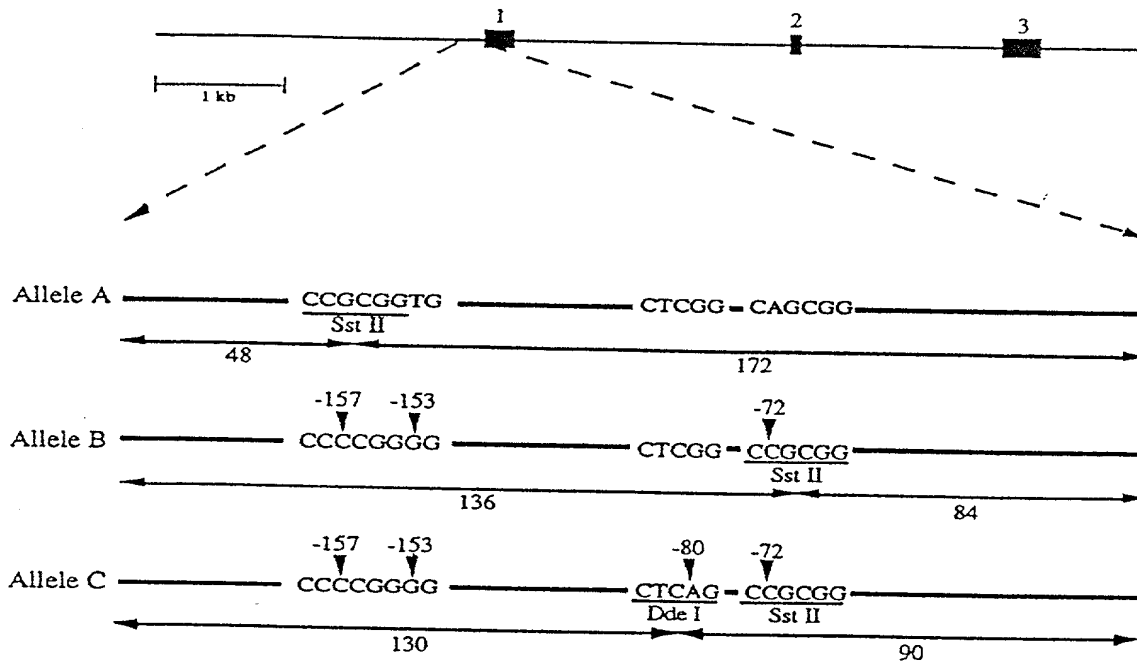 1 2 3
1 kb
Allele A CCGCGGTG CTCGG CAGCGG
Sst II
48 172
-157 -153 -72
Allele B CCCCGGGG CTCGG CCGCGG
Sst II
136 84
-157 -153 -80 -72
Allele C CCCCGGGG CTCAG CCGCGG
Dde I Sst II
130 90